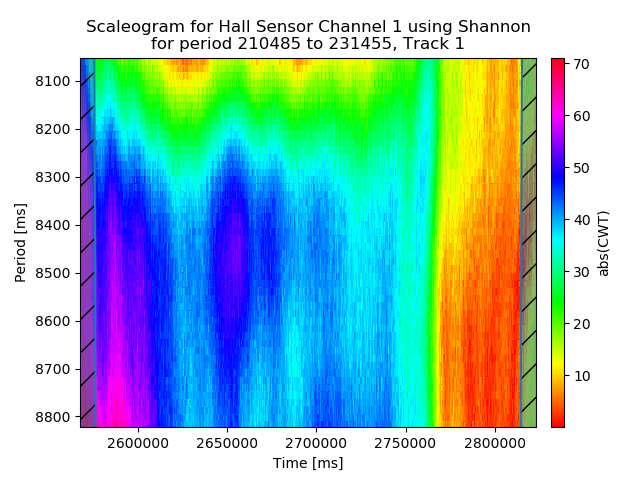 Scaleogram for Hall Sensor Channel 1 using Shannon
for period 210485 to 231455, Track 1
8100
8200
8300
8400
8500
8600
8700
8800
Period [ms]
2600000 2650000 2700000 2750000 2800000
Time [ms]
70
60
50
40
30
20
10
abs(CWT)